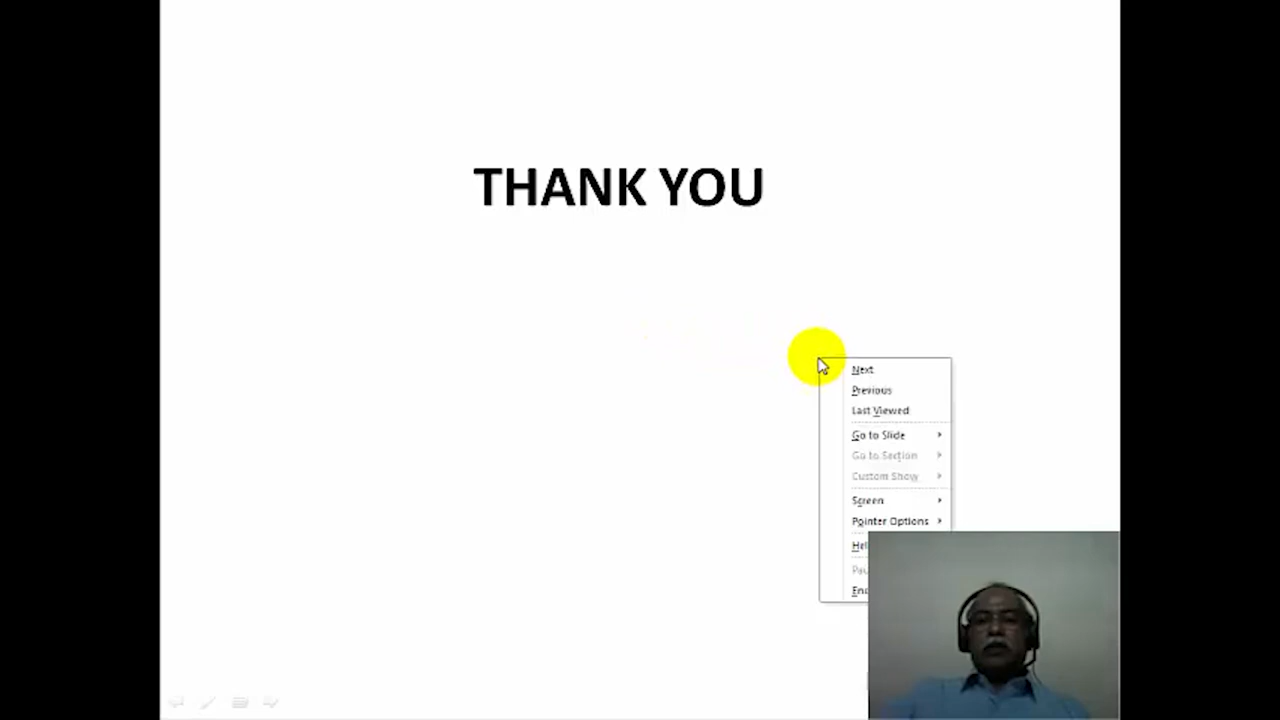 THANK YOU
Next
Previous
Last Viewed
Go to Slide
Go to Section
Custom Show
Screen
Pointer Options